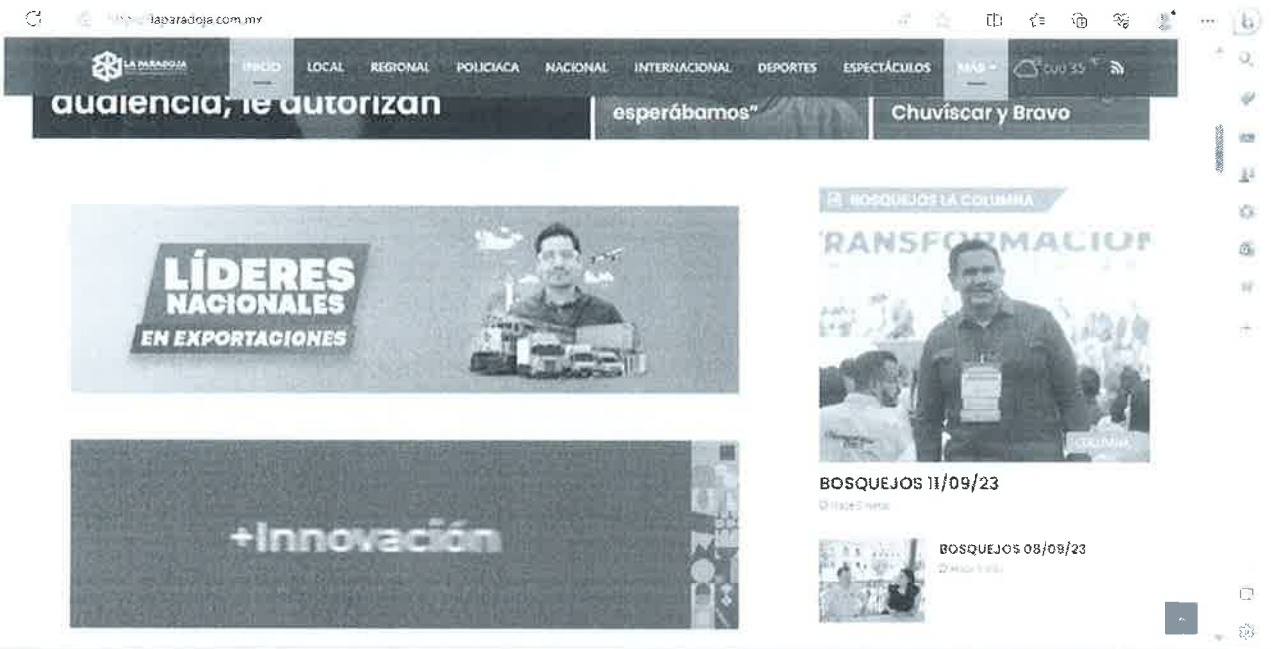 laparadoja.com.mx
LA PARADOJA
INICIO LOCAL REGIONAL POLICIACA NACIONAL INTERNACIONAL DEPORTES ESPECTÁCULOS MÁS
audiencia; le autorizan
esperábamos”
Chuvíscar y Bravo
LÍDERES
NACIONALES
EN EXPORTACIONES
+Innovación
BOSQUEJOS LA COLUMNA
TRANSFORMACIÓN
COLUMNA
BOSQUEJOS 11/09/23
BOSQUEJOS 08/09/23